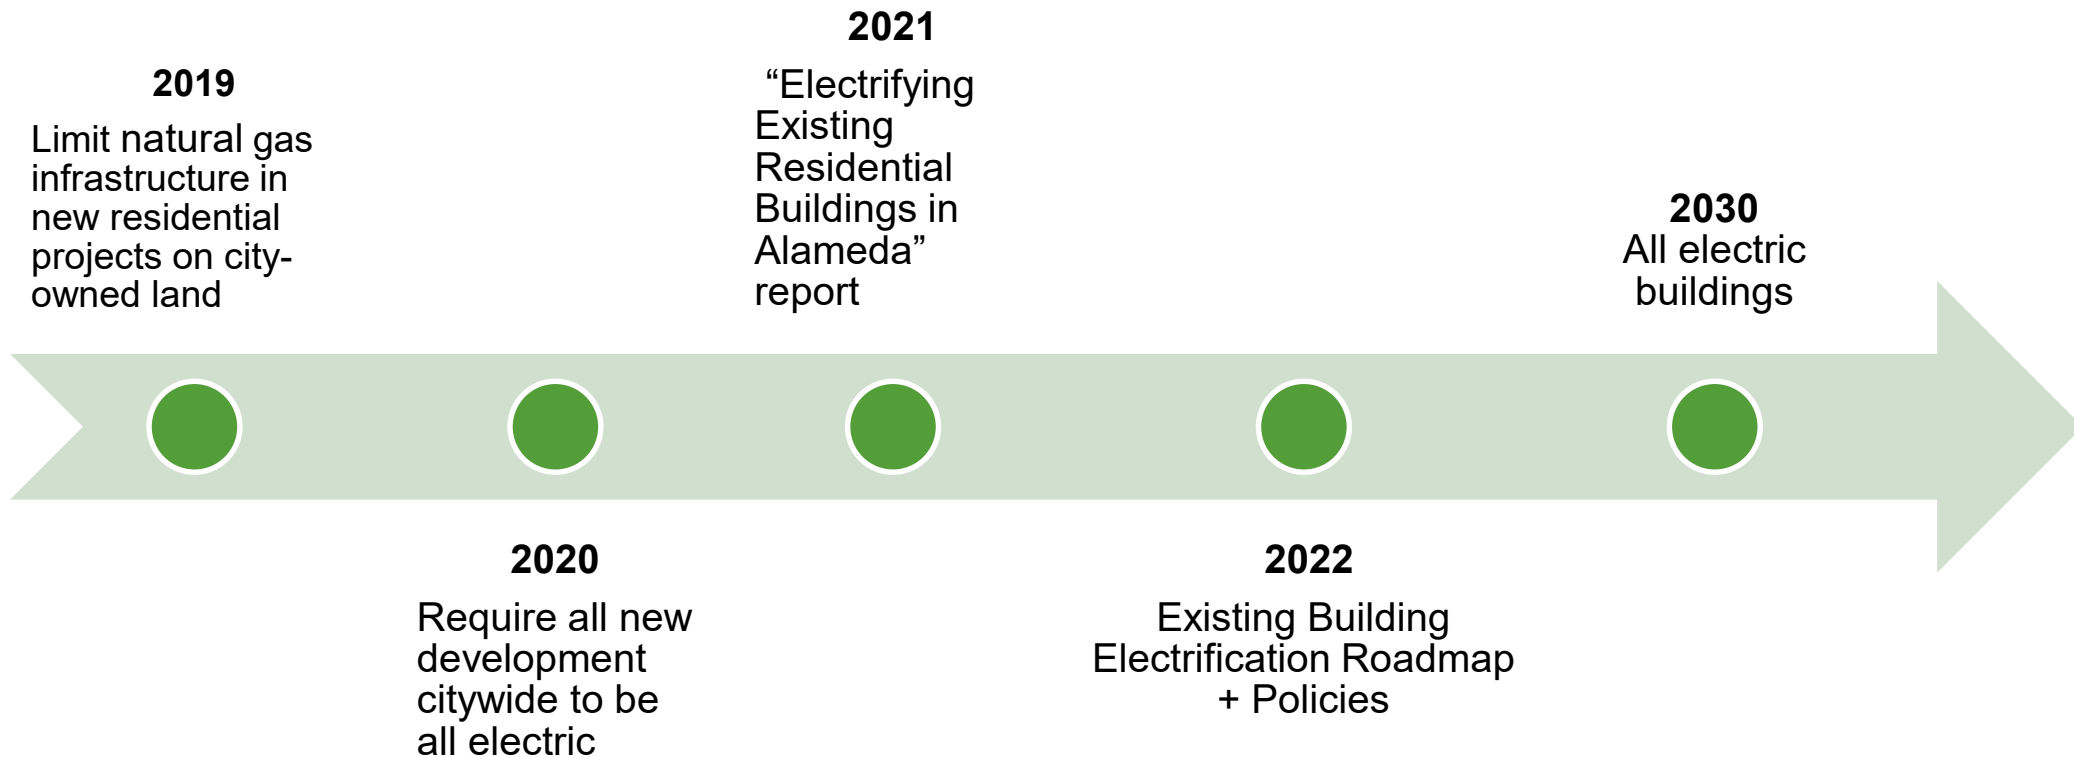 2019
Limit natural gas
infrastructure in
new residential
projects on city-
owned land
2020
Require all new
development
citywide to be
all electric
2021
“Electrifying
Existing
Residential
Buildings in
Alameda”
report
2022
Existing Building
Electrification Roadmap
+ Policies
2030
All electric
buildings